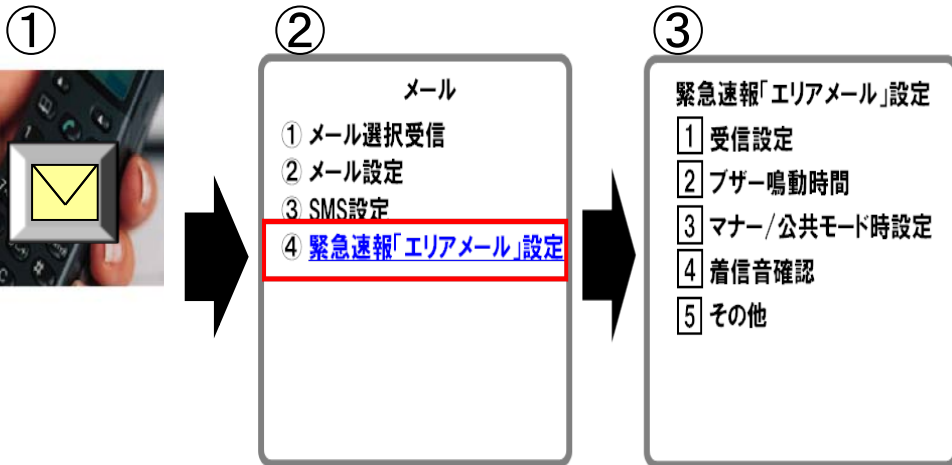 ①
②
メール
① メール選択受信
② メール設定
③ SMS設定
④ 緊急速報「エリアメール」設定
③
緊急速報「エリアメール」設定
1 受信設定
2 ブザー鳴動時間
3 マナー/公共モード時設定
4 着信音確認
5 その他